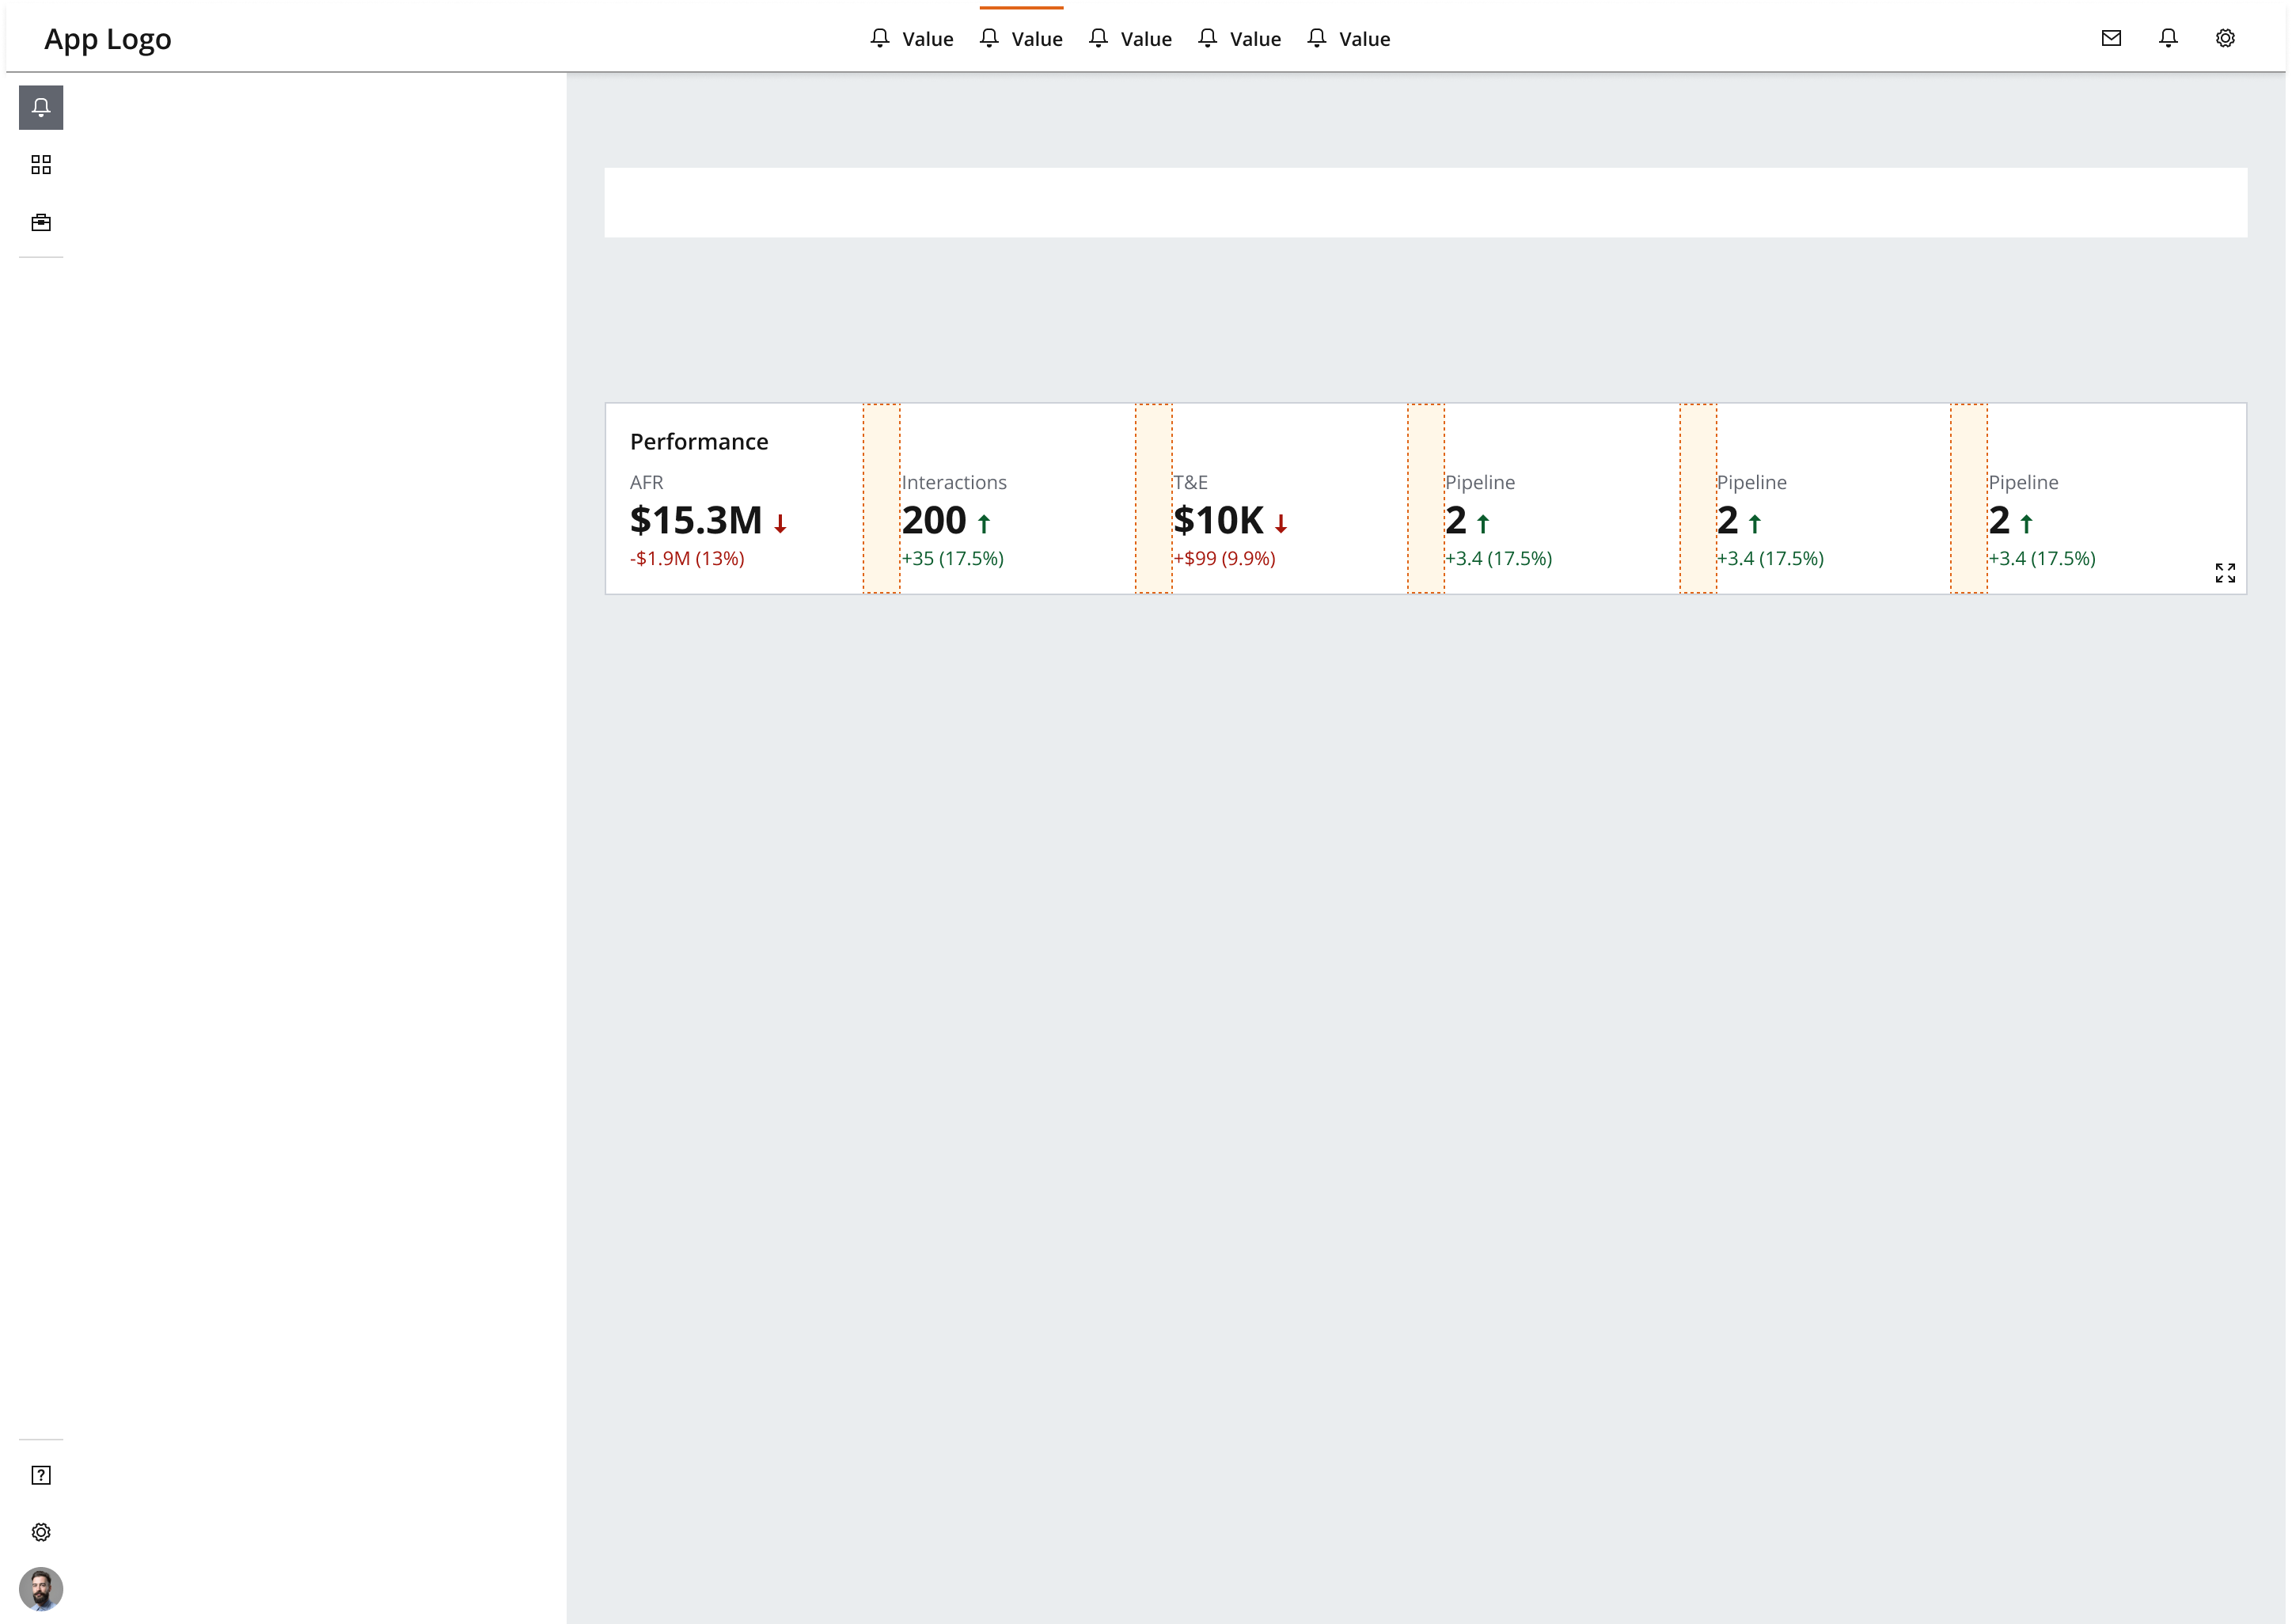 App Logo
Value Value Value Value Value
Performance
AFR Interactions T&E Pipeline Pipeline Pipeline
$15.3M 200 $10K 2 2 2
-$1.9M (13%) +35 (17.5%) +$99 (9.9%) +3.4 (17.5%) +3.4 (17.5%) +3.4 (17.5%)
?